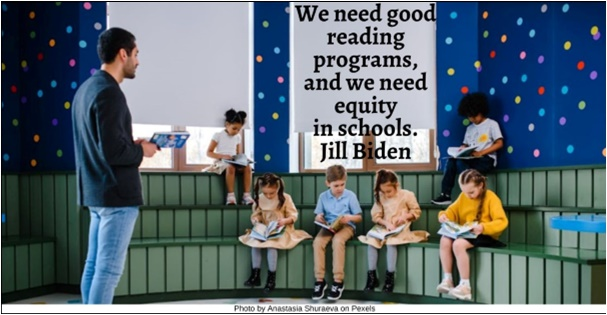 We need good
reading
programs,
and we need
equity
in schools.
Jill Biden
Photo by Anastasia Shuraeva on Pexels